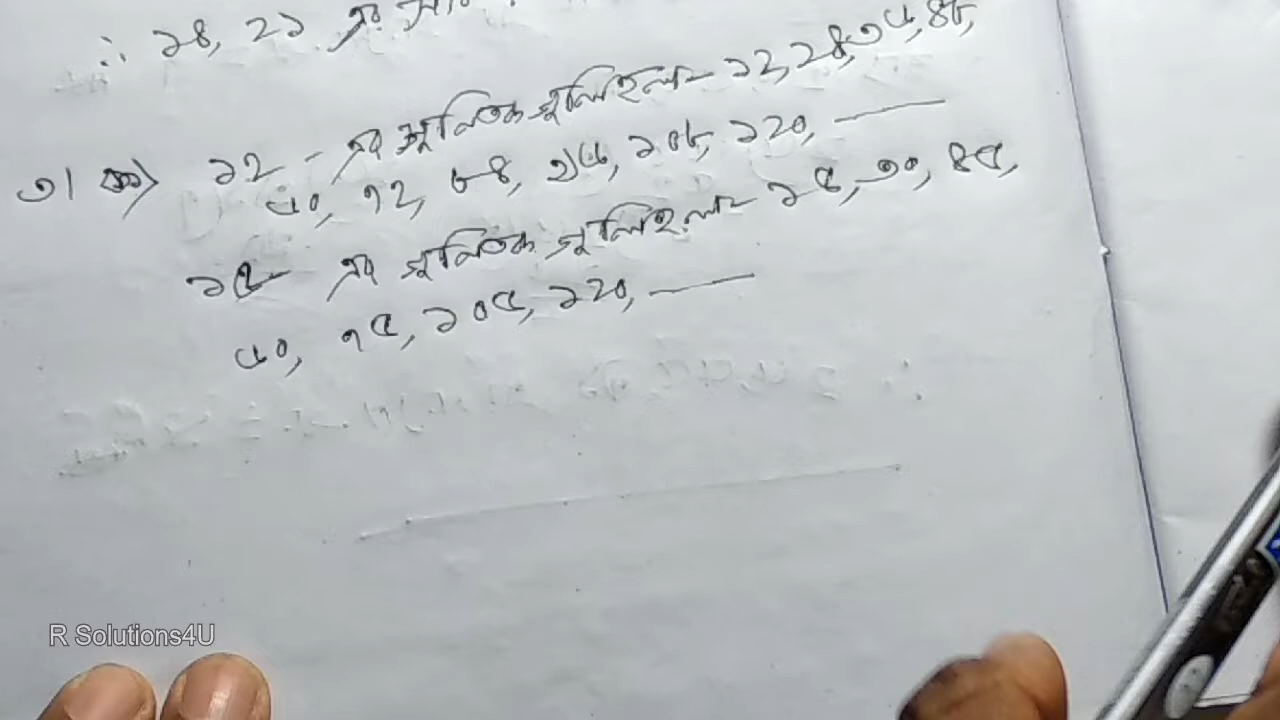 ∴ ১৪, ২১ এর
৩। ক) ১২ - এর গুণিতক গুলি হল- ১২, ২৪, ৩৬, ৪৮,
৬০, ৭২, ৮৪, ৯৬, ১০৮, ১২০, ———
১৫ - এর গুণিতক গুলি হল- ১৫, ৩০, ৪৫,
৬০, ৭৫, ১০৫, ১২০, ———
R Solutions4U